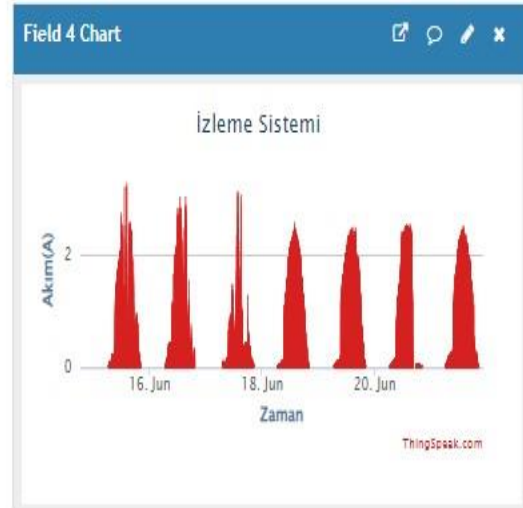 Field 4 Chart
İzleme Sistemi
Akım(A)
2
0
16. Jun
18. Jun
20. Jun
Zaman
ThingSpeak.com